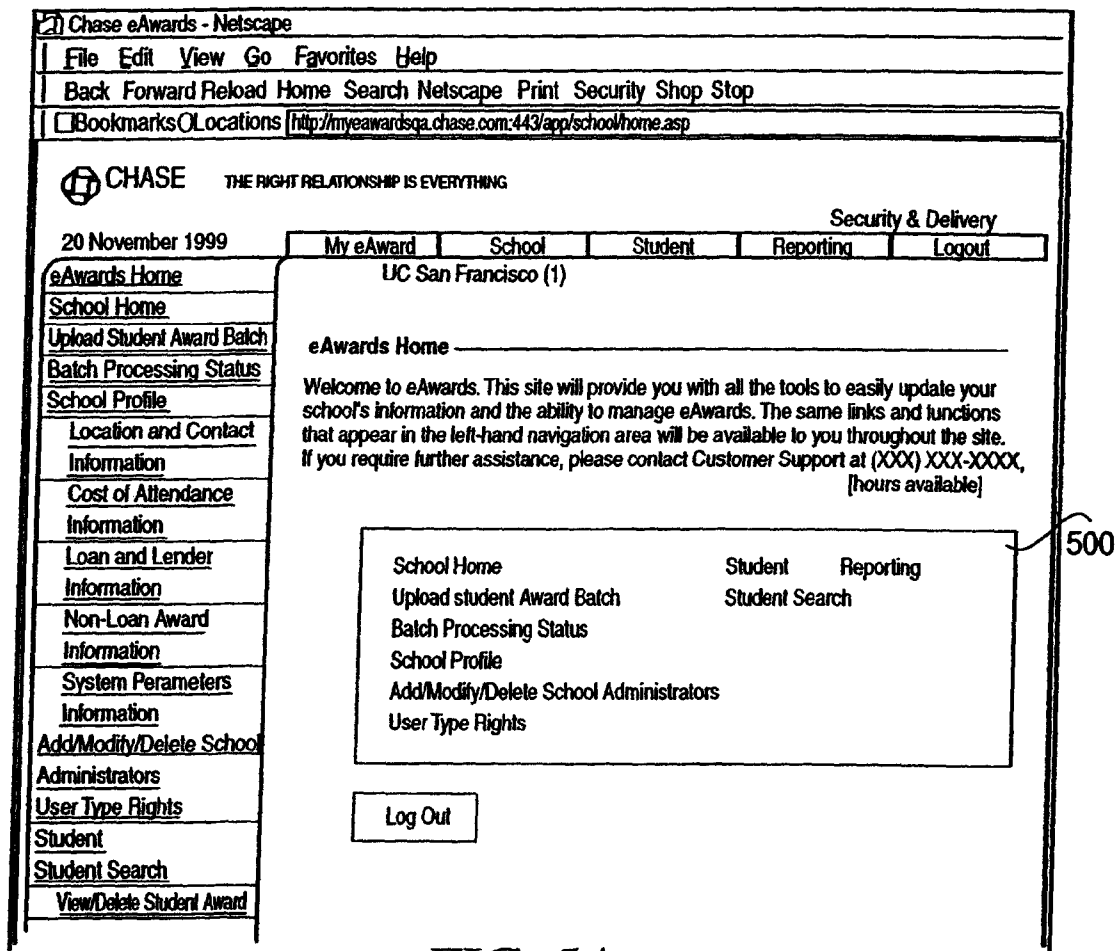 Chase eAwards - Netscape
File Edit View Go Favorites Help
Back Forward Reload Home Search Netscape Print Security Shop Stop
Bookmarks Locations http://myeawardsqa.chase.com:443/app/school/home.asp
CHASE THE RIGHT RELATIONSHIP IS EVERYTHING
Security & Delivery
20 November 1999 My eAward School Student Reporting Logout
eAwards Home
School Home
Upload Student Award Batch
Batch Processing Status
School Profile
Location and Contact
Information
Cost of Attendance
Information
Loan and Lender
Information
Non-Loan Award
Information
System Perameters
Information
Add/Modify/Delete School
Administrators
User Type Rights
Student
Student Search
View/Delete Student Award
UC San Francisco (1)
eAwards Home
Welcome to eAwards. This site will provide you with all the tools to easily update your
school's information and the ability to manage eAwards. The same links and functions
that appear in the left-hand navigation area will be available to you throughout the site.
If you require further assistance, please contact Customer Support at (XXX) XXX-XXXX,
[hours available]
500
School Home Student Reporting
Upload student Award Batch Student Search
Batch Processing Status
School Profile
Add/Modify/Delete School Administrators
User Type Rights
Log Out